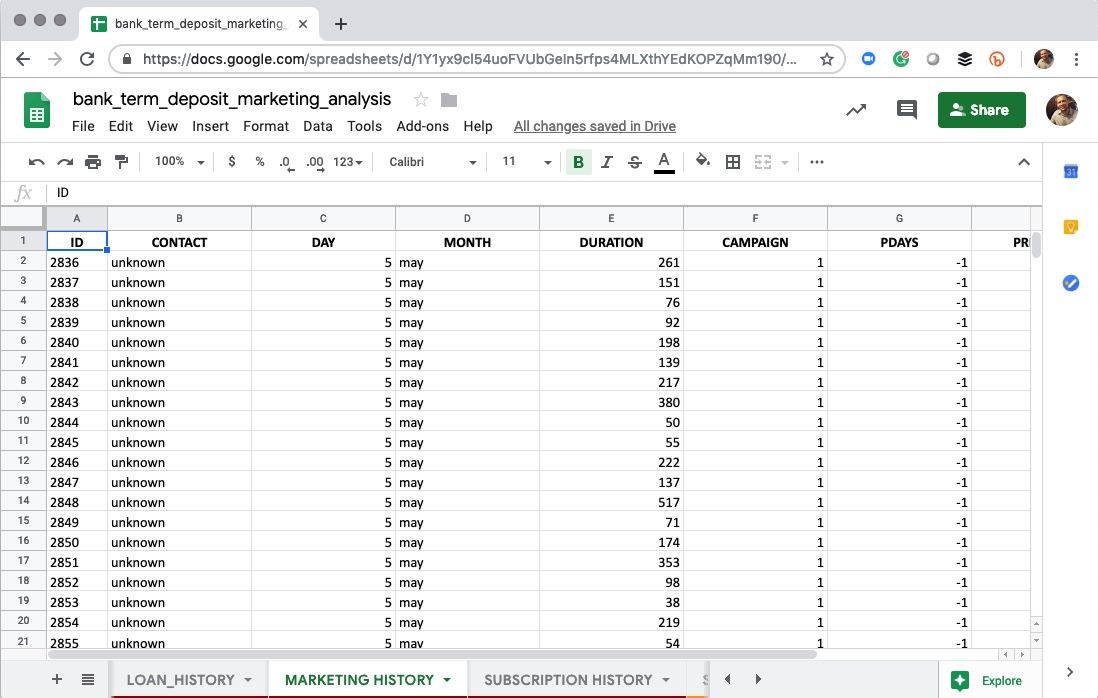 bank_term_deposit_marketing_
https://docs.google.com/spreadsheets/d/1Y1yx9cl54uoFVUbGeln5rfps4MLXthYEdKOPZqMm190/...
bank_term_deposit_marketing_analysis
File Edit View Insert Format Data Tools Add-ons Help All changes saved in Drive
Share
100% $ % .0 .00 123 Calibri 11 B I S A
fx ID
A B C D E F G
1 ID CONTACT DAY MONTH DURATION CAMPAIGN PDAYS PR
2 2836 unknown 5 may 261 1 -1
3 2837 unknown 5 may 151 1 -1
4 2838 unknown 5 may 76 1 -1
5 2839 unknown 5 may 92 1 -1
6 2840 unknown 5 may 198 1 -1
7 2841 unknown 5 may 139 1 -1
8 2842 unknown 5 may 217 1 -1
9 2843 unknown 5 may 380 1 -1
10 2844 unknown 5 may 50 1 -1
11 2845 unknown 5 may 55 1 -1
12 2846 unknown 5 may 222 1 -1
13 2847 unknown 5 may 137 1 -1
14 2848 unknown 5 may 517 1 -1
15 2849 unknown 5 may 71 1 -1
16 2850 unknown 5 may 174 1 -1
17 2851 unknown 5 may 353 1 -1
18 2852 unknown 5 may 98 1 -1
19 2853 unknown 5 may 38 1 -1
20 2854 unknown 5 may 219 1 -1
21 2855 unknown 5 may 54 1 -1
LOAN_HISTORY MARKETING HISTORY SUBSCRIPTION HISTORY Explore
31